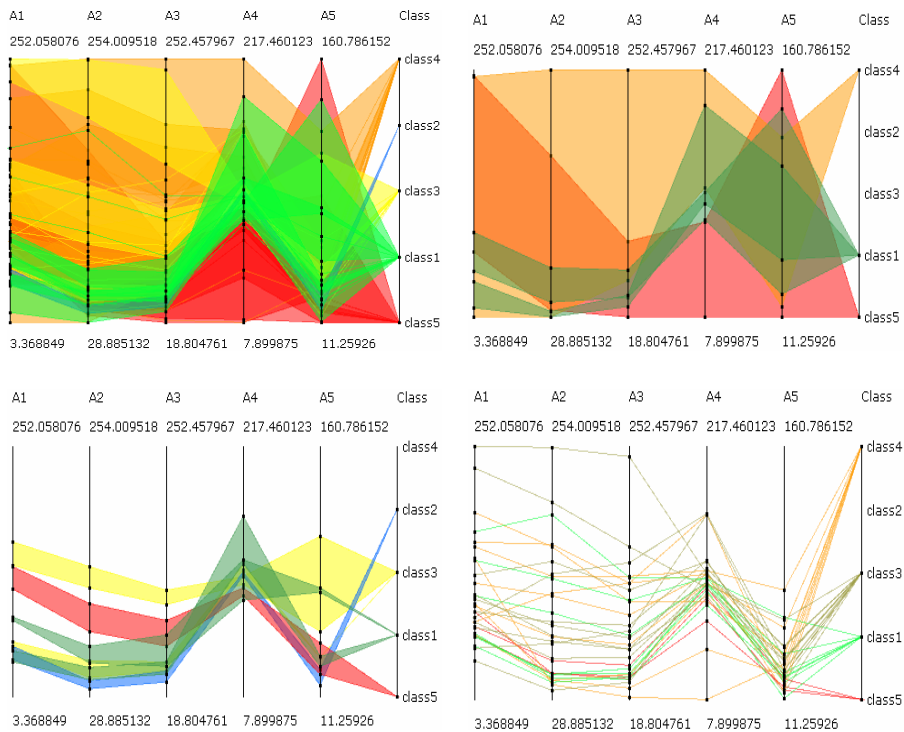 A1 A2 A3 A4 A5 Class
252.058076 254.009518 252.457967 217.460123 160.786152
class4
class2
class3
class1
class5
3.368849 28.885132 18.804761 7.899875 11.25926
A1 A2 A3 A4 A5 Class
252.058076 254.009518 252.457967 217.460123 160.786152
class4
class2
class3
class1
class5
3.368849 28.885132 18.804761 7.899875 11.25926
A1 A2 A3 A4 A5 Class
252.058076 254.009518 252.457967 217.460123 160.786152
class4
class2
class3
class1
class5
3.368849 28.885132 18.804761 7.899875 11.25926
A1 A2 A3 A4 A5 Class
252.058076 254.009518 252.457967 217.460123 160.786152
class4
class2
class3
class1
class5
3.368849 28.885132 18.804761 7.899875 11.25926